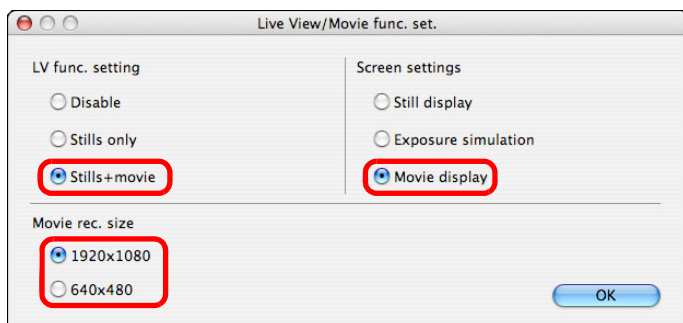 Live View/Movie func. set.
LV func. setting
Disable
Stills only
Stills+movie
Screen settings
Still display
Exposure simulation
Movie display
Movie rec. size
1920x1080
640x480
OK